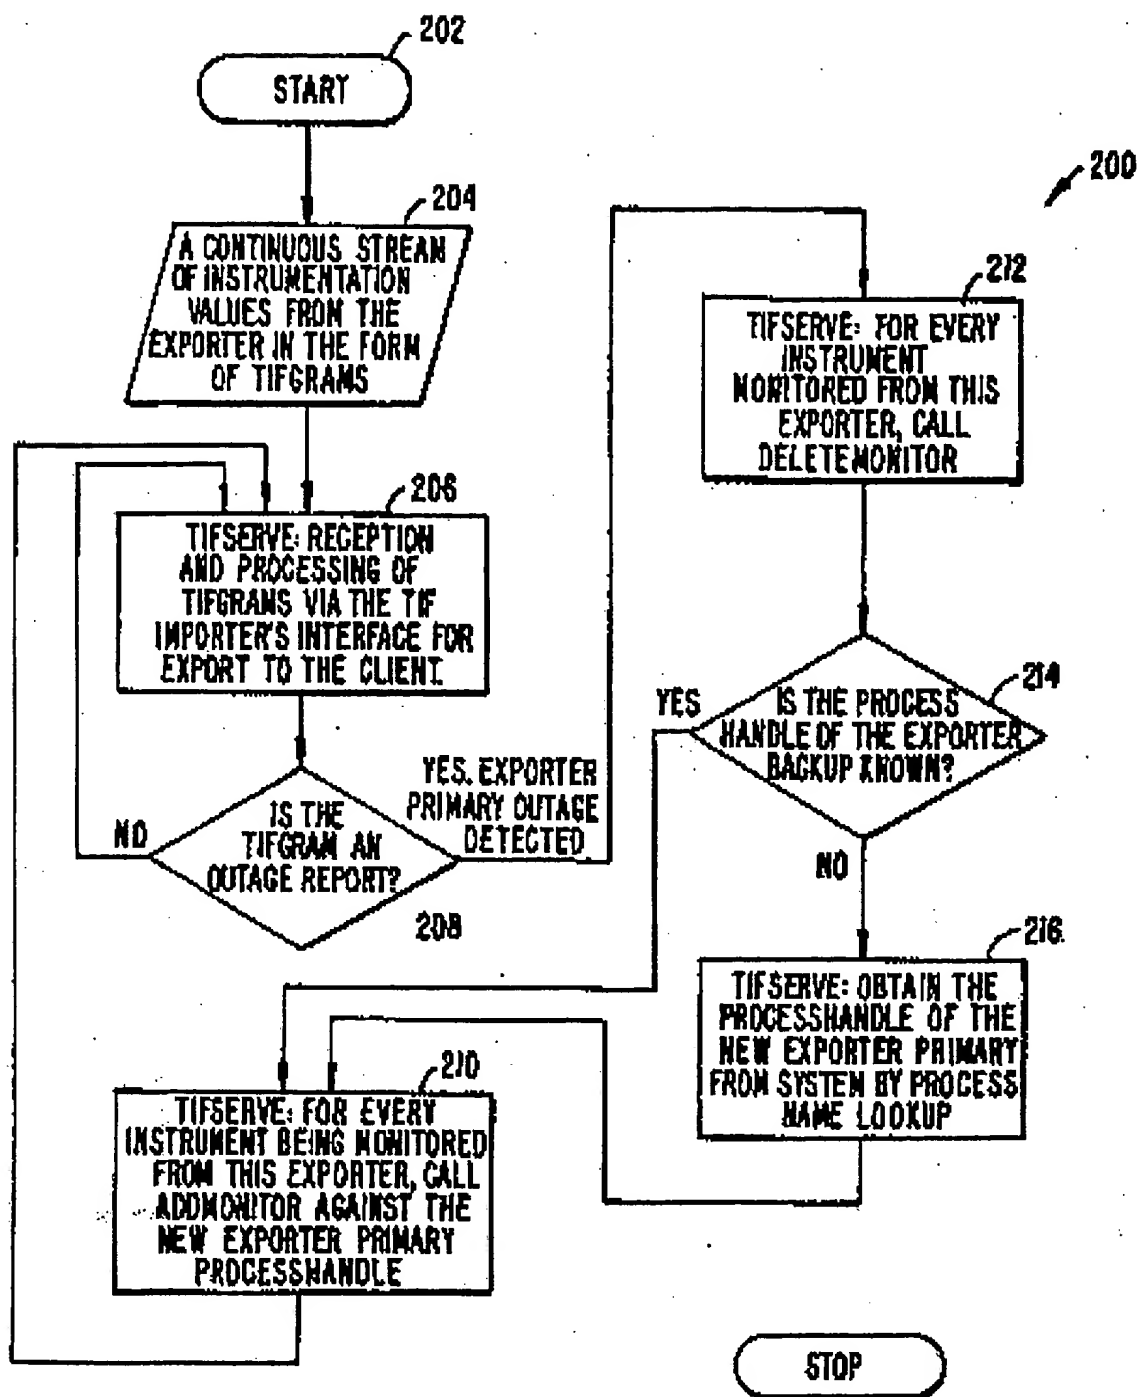 202
START
200
204
A CONTINUOUS STREAM
OF INSTRUMENTATION
VALUES FROM THE
EXPORTER IN THE FORM
OF TIFGRAMS
206
TIFSERVE: RECEPTION
AND PROCESSING OF
TIFGRAMS VIA THE TIF
IMPORTER'S INTERFACE FOR
EXPORT TO THE CLIENT.
NO
IS THE
TIFGRAM AN
OUTAGE REPORT?
208
YES. EXPORTER
PRIMARY OUTAGE
DETECTED
212
TIFSERVE: FOR EVERY
INSTRUMENT
MONITORED FROM THIS
EXPORTER, CALL
DELETEMONITOR
214
YES
IS THE PROCESS
HANDLE OF THE EXPORTER
BACKUP KNOWN?
NO
216
TIFSERVE: OBTAIN THE
PROCESSHANDLE OF THE
NEW EXPORTER PRIMARY
FROM SYSTEM BY PROCESS
NAME LOOKUP
210
TIFSERVE: FOR EVERY
INSTRUMENT BEING MONITORED
FROM THIS EXPORTER, CALL
ADDMONITOR AGAINST THE
NEW EXPORTER PRIMARY
PROCESSHANDLE
STOP